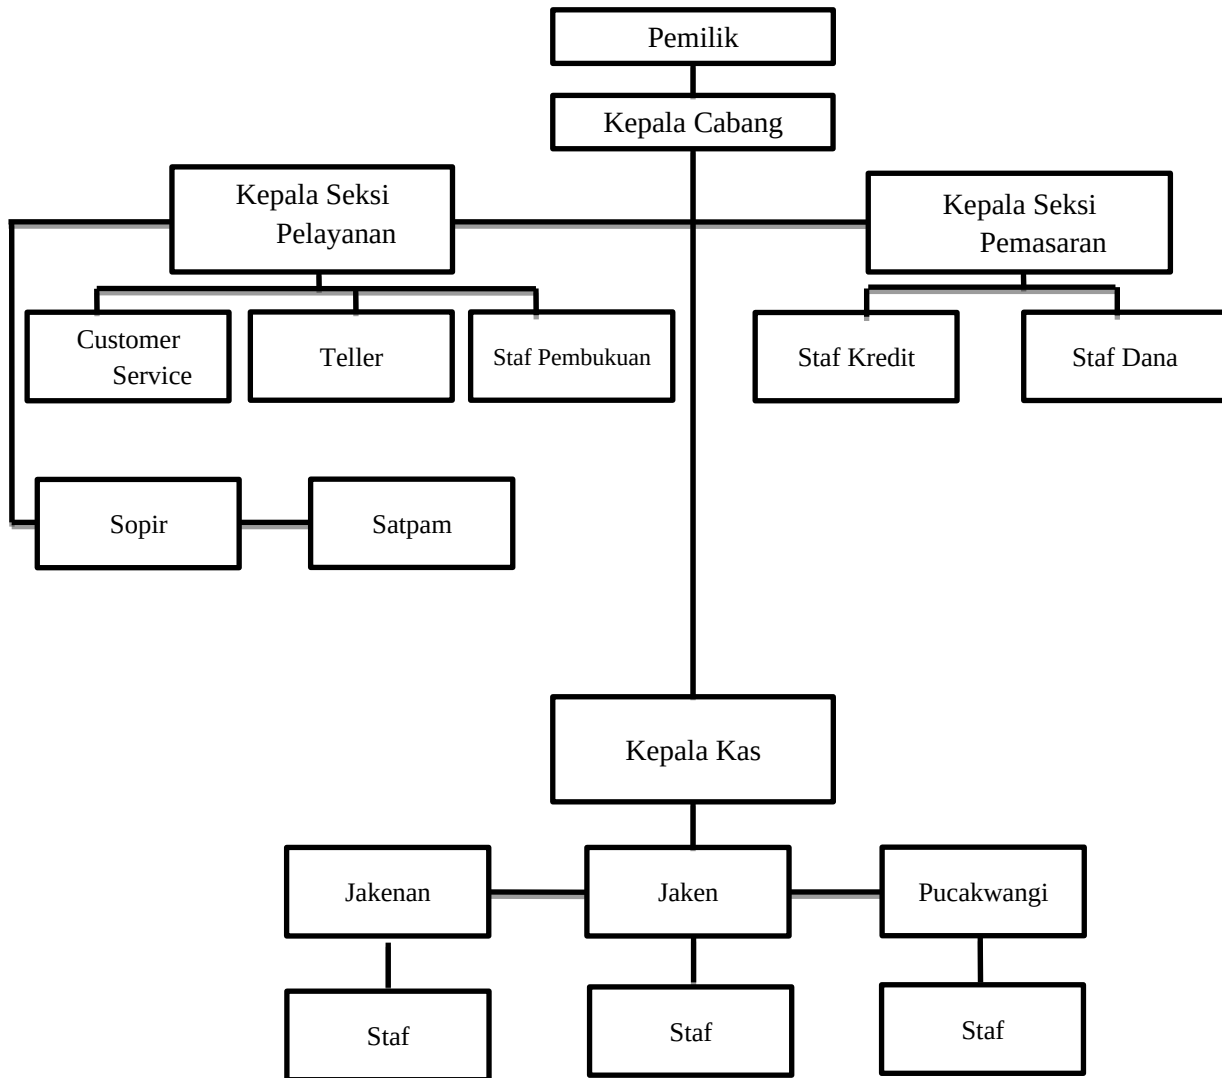 Pemilik
Kepala Cabang
Kepala Seksi
Pelayanan
Kepala Seksi
Pemasaran
Customer
Service
Teller
Staf Pembukuan
Staf Kredit
Staf Dana
Sopir
Satpam
Kepala Kas
Jakenan
Jaken
Pucakwangi
Staf
Staf
Staf